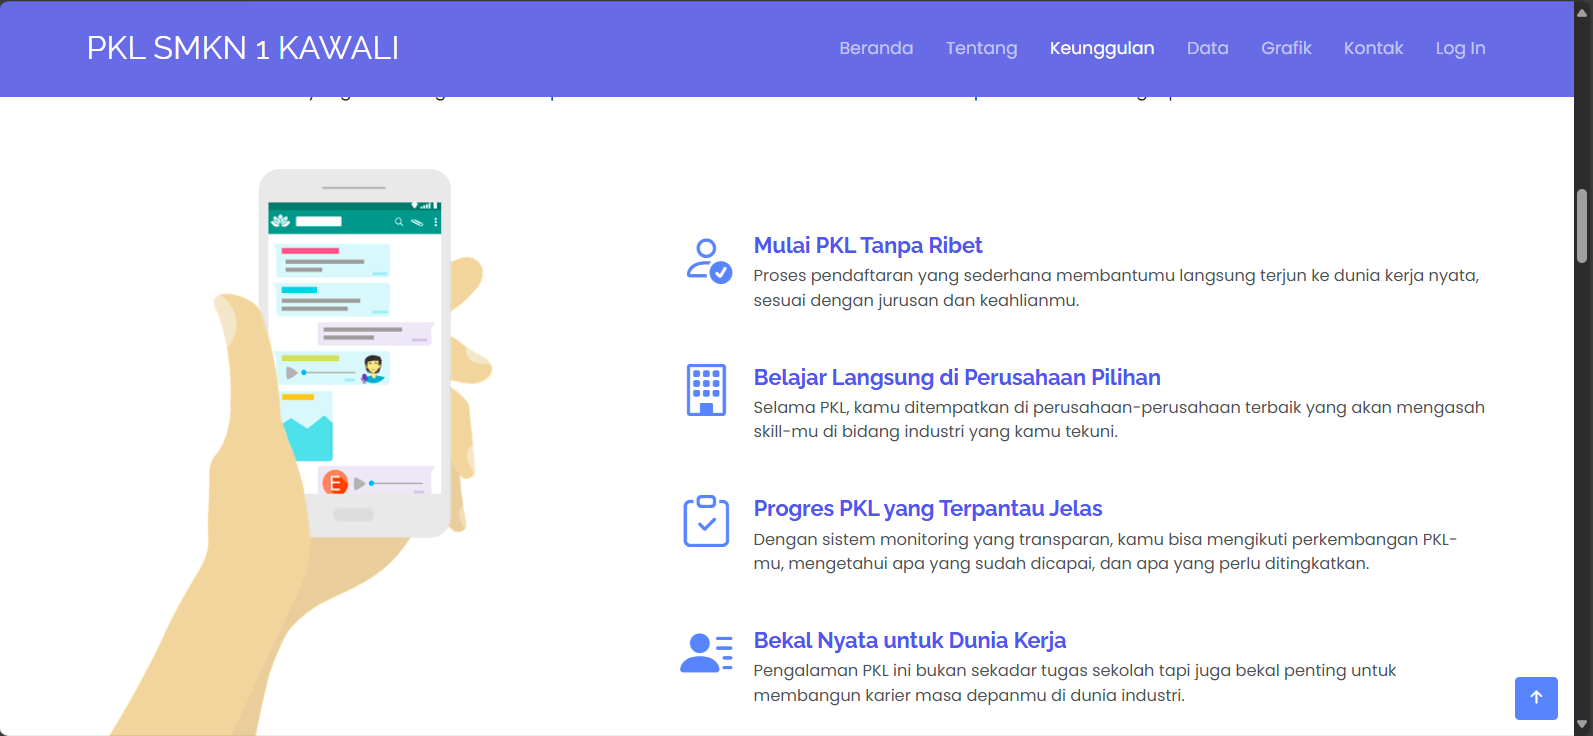 PKL SMKN 1 KAWALI
Beranda Tentang Keunggulan Data Grafik Kontak Log In
Mulai PKL Tanpa Ribet
Proses pendaftaran yang sederhana membantumu langsung terjun ke dunia kerja nyata,
sesuai dengan jurusan dan keahlianmu.
Belajar Langsung di Perusahaan Pilihan
Selama PKL, kamu ditempatkan di perusahaan-perusahaan terbaik yang akan mengasah
skill-mu di bidang industri yang kamu tekuni.
Progres PKL yang Terpantau Jelas
Dengan sistem monitoring yang transparan, kamu bisa mengikuti perkembangan PKL-
mu, mengetahui apa yang sudah dicapai, dan apa yang perlu ditingkatkan.
Bekal Nyata untuk Dunia Kerja
Pengalaman PKL ini bukan sekadar tugas sekolah tapi juga bekal penting untuk
membangun karier masa depanmu di dunia industri.
E